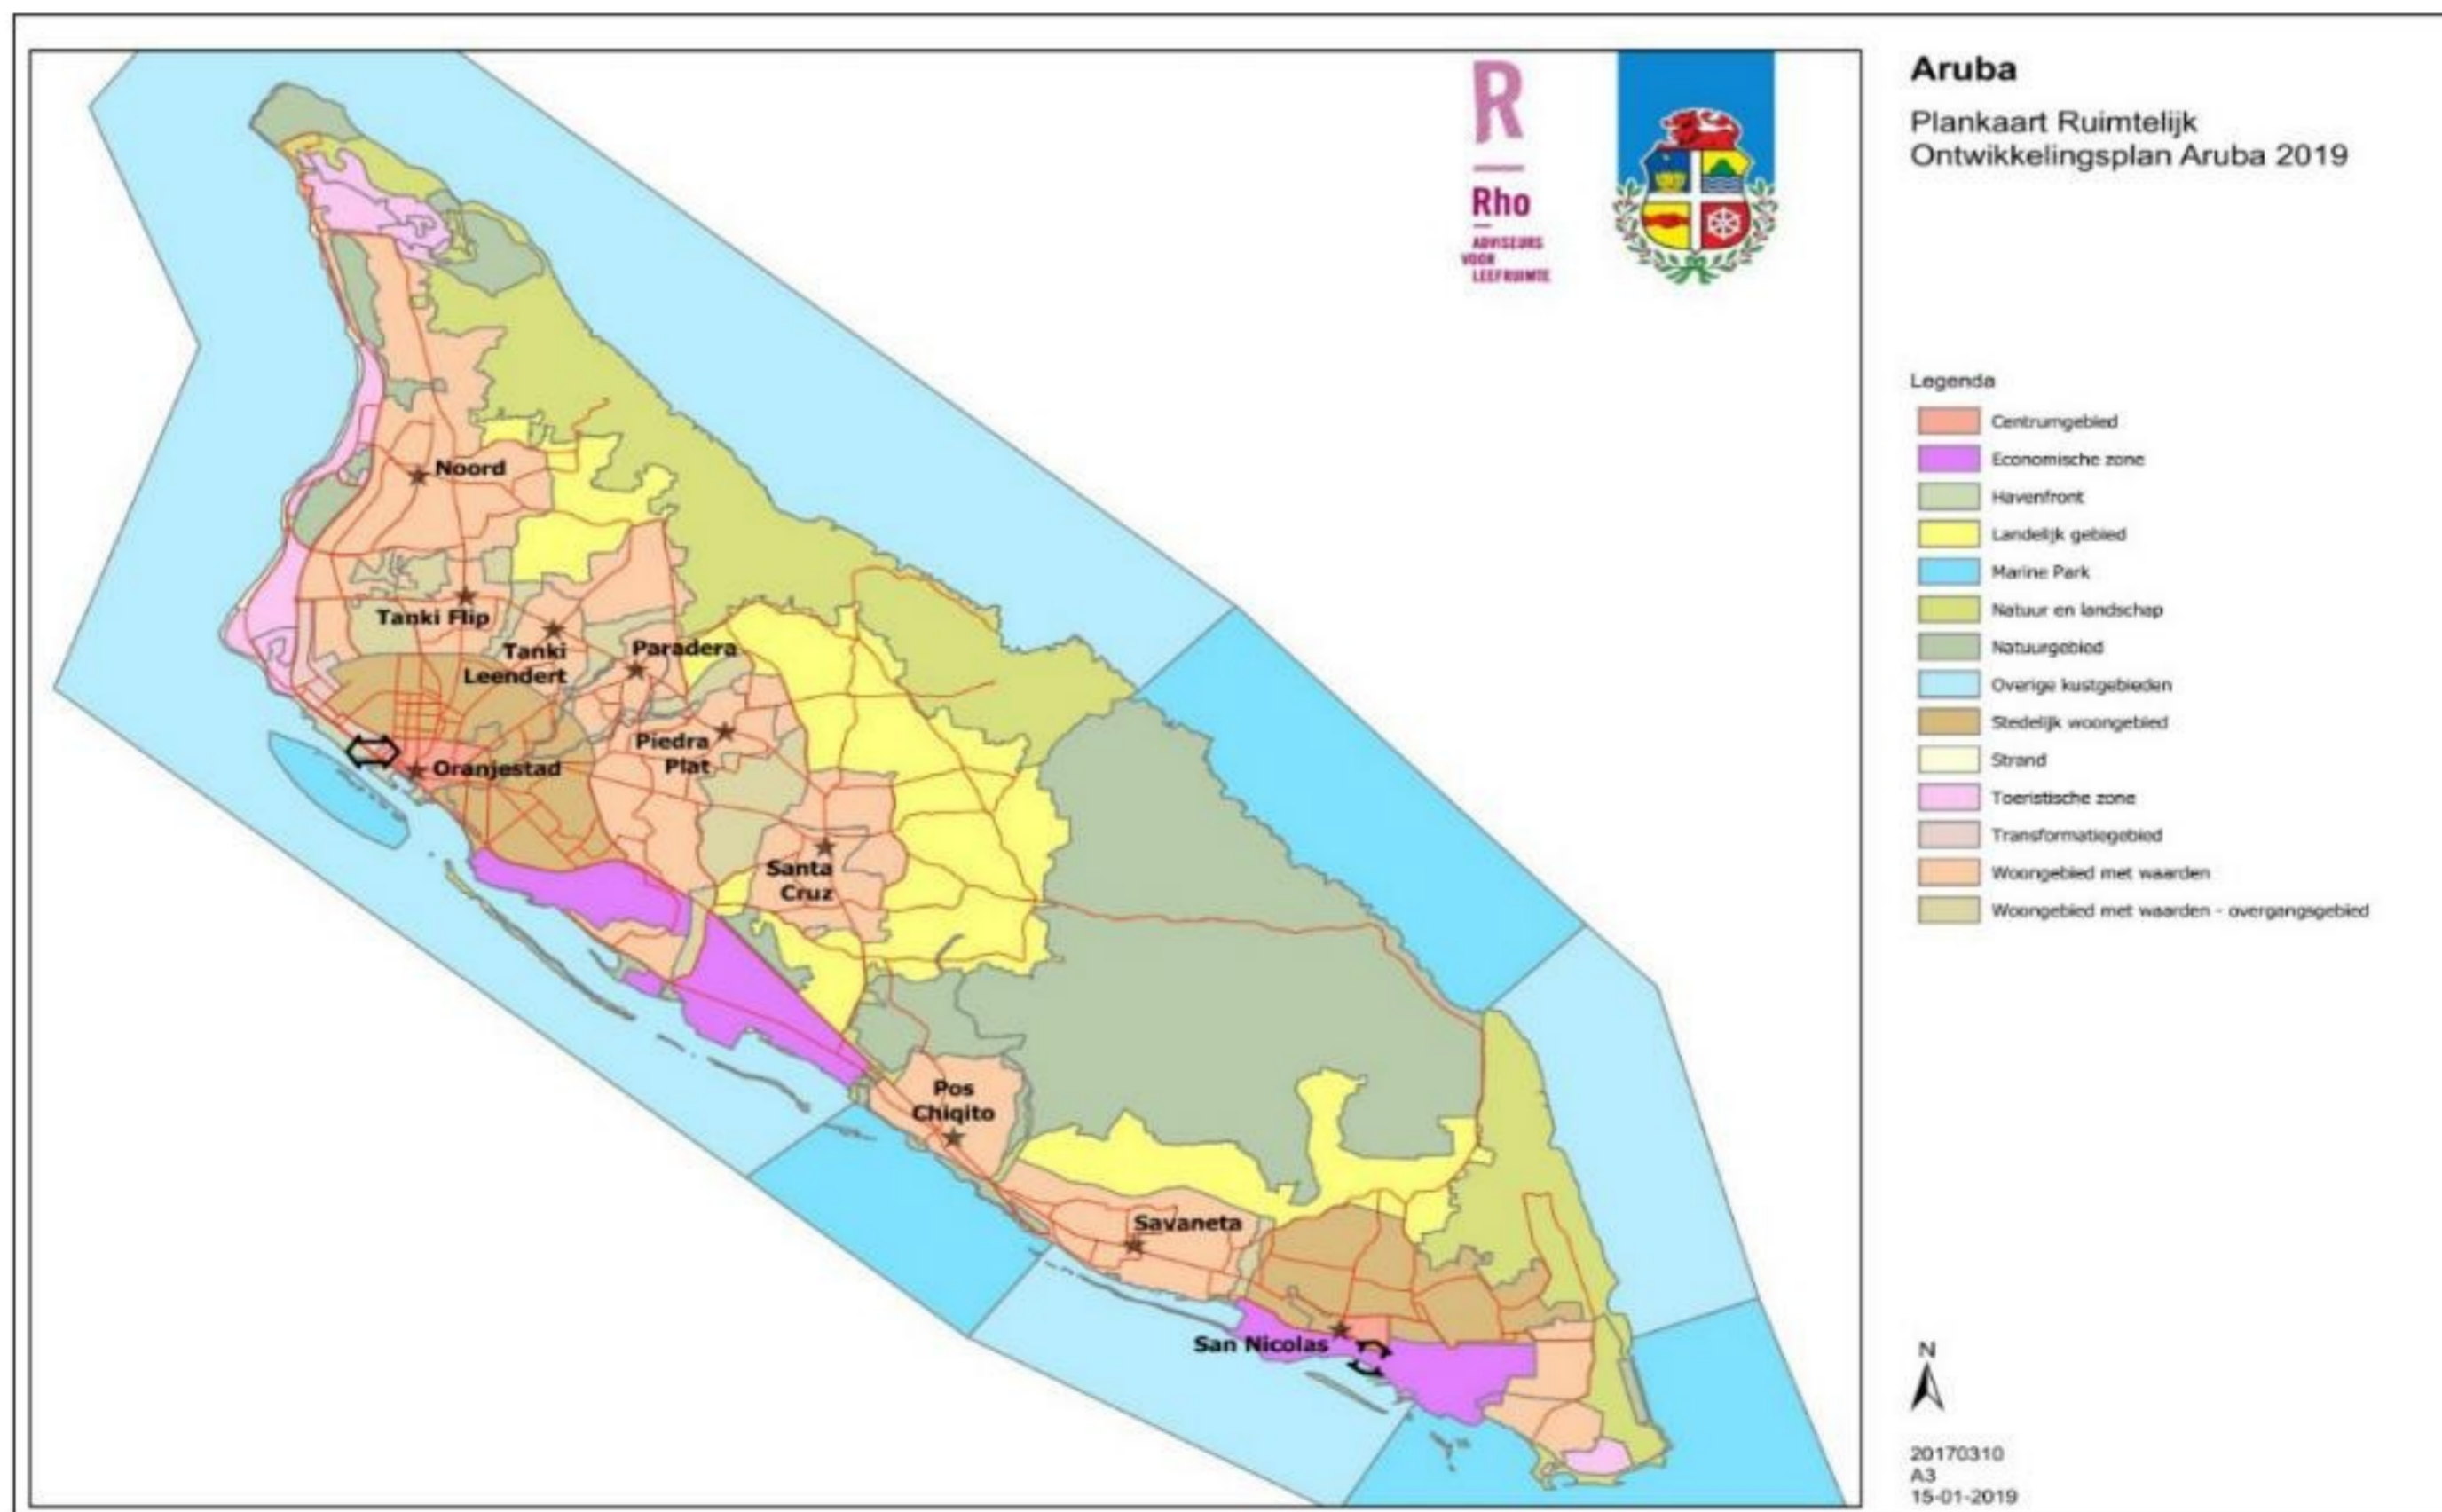 R
Rho
ADVISEURS
VOOR
LEEFRUIMTE
Aruba
Plankaart Ruimtelijk
Ontwikkelingsplan Aruba 2019
Legenda
Centrumgebied
Economische zone
Havenfront
Landelijk gebied
Marine Park
Natuur en landschap
Natuurgebied
Overige kustgebieden
Stedelijk woongebied
Strand
Toeristische zone
Transformatiegebied
Woongebied met waarden
Woongebied met waarden - overgangsgebied
Noord
Tanki Flip
Tanki
Leendert
Paradera
Piedra
Plat
Oranjestad
Santa
Cruz
Pos
Chiqito
Savaneta
San Nicolas
N
20170310
A3
15-01-2019